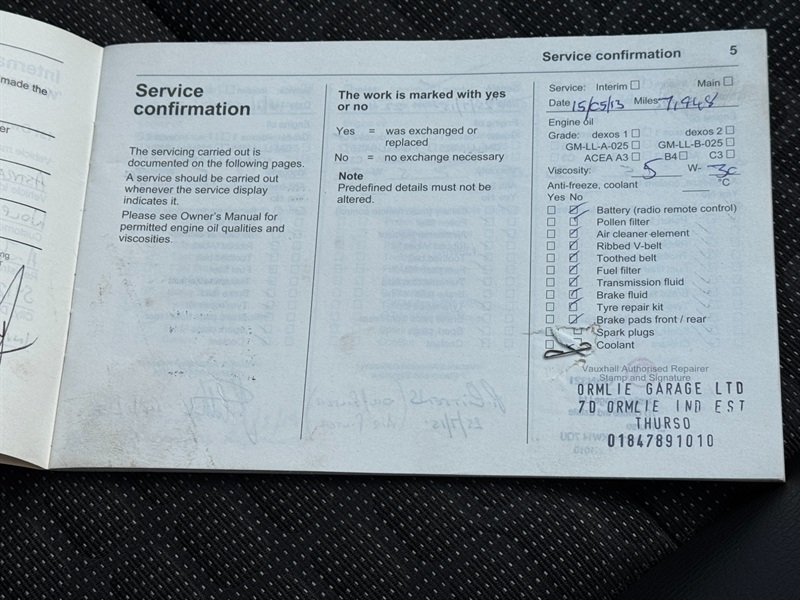 made the
Service confirmation 5
Service
confirmation
The servicing carried out is
documented on the following pages.
A service should be carried out
whenever the service display
indicates it.
Please see Owner's Manual for
permitted engine oil qualities and
viscosities.
The work is marked with yes
or no
Yes = was exchanged or
replaced
No = no exchange necessary
Note
Predefined details must not be
altered.
Service: Interim ☐ Main ☐
Date 15/05/13 Miles 7,948
Engine oil
Grade: dexos 1 ☐ dexos 2 ☐
GM-LL-A-025 ☐ GM-LL-B-025 ☐
ACEA A3 ☐ B4 ☐ C3 ☐
Viscosity: 5 W- 30
Anti-freeze, coolant °C
Yes No
Battery (radio remote control)
Pollen filter
Air cleaner element
Ribbed V-belt
Toothed belt
Fuel filter
Transmission fluid
Brake fluid
Tyre repair kit
Brake pads front / rear
Spark plugs
Coolant
Vauxhall Authorised Repairer
Stamp and Signature
ORMLIE GARAGE LTD
7D ORMLIE IND EST
THURSO
01847891010